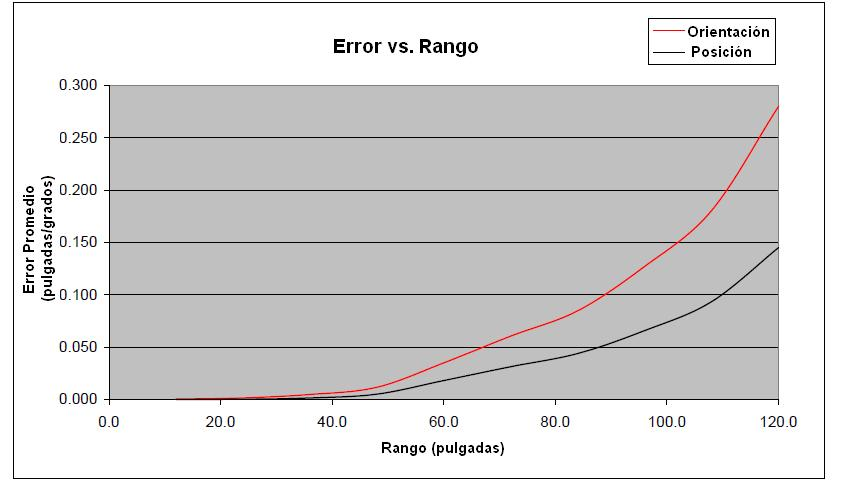 Error vs. Rango
Orientación
Posición
0.300
0.250
0.200
0.150
0.100
0.050
0.000
Error Promedio
(pulgadas/grados)
0.0 20.0 40.0 60.0 80.0 100.0 120.0
Rango (pulgadas)